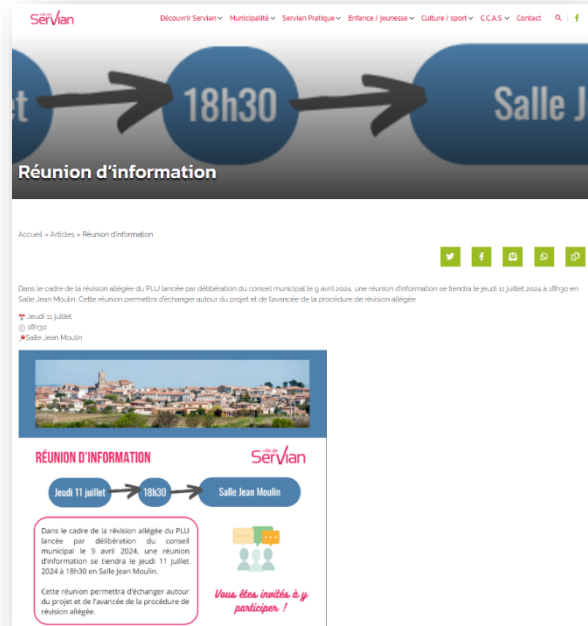 ville de
Servian
Découvrir Servian Municipalité Servian Pratique Enfance / Jeunesse Culture / sport C.C.A.S. Contact
18h30
Salle J
Réunion d'information
Accueil » Articles » Réunion d'information
Dans le cadre de la révision allégée du PLU lancée par délibération du conseil municipal le 9 avril 2024, une réunion d'information se tiendra le jeudi 11 juillet 2024 à 18h30 en
Salle Jean Moulin. Cette réunion permettra d'échanger autour du projet et de l'avancée de la procédure de révision allégée
Jeudi 11 juillet
18h30
Salle Jean Moulin
RÉUNION D'INFORMATION
ville de
Servian
Jeudi 11 juillet
18h30
Salle Jean Moulin
Dans le cadre de la révision allégée du PLU
lancée par délibération du conseil
municipal le 9 avril 2024, une réunion
d'information se tiendra le jeudi 11 juillet
2024 à 18h30 en Salle Jean Moulin.
Cette réunion permettra d'échanger autour
du projet et de l'avancée de la procédure de
révision allégée.
Vous êtes invités à y
participer !